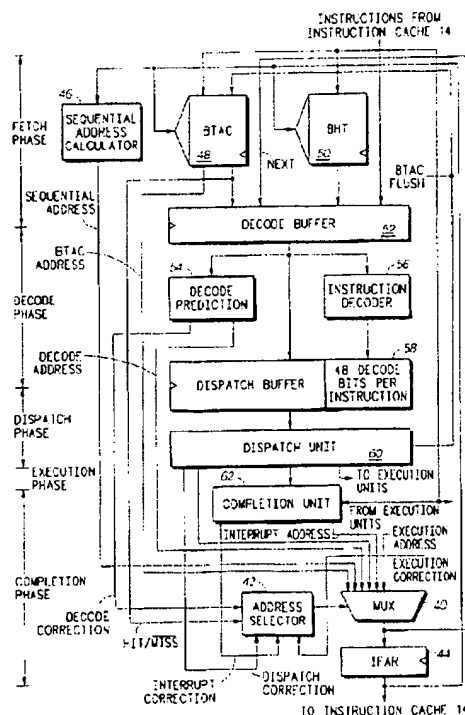 INSTRUCTIONS FROM
INSTRUCTION CACHE 14
46
SEQUENTIAL
ADDRESS
CALCULATOR
BTAC
48
BHT
50
FETCH
PHASE
NEXT
BTAC
FLUSH
SEQUENTIAL
ADDRESS
DECODE BUFFER
52
BTAC
ADDRESS
54
DECODE
PREDICTION
56
INSTRUCTION
DECODER
DECODE
PHASE
DECODE
ADDRESS
58
DISPATCH BUFFER
48 DECODE
BITS PER
INSTRUCTION
DISPATCH
PHASE
DISPATCH UNIT
60
EXECUTION
PHASE
62
TO EXECUTION
UNITS
COMPLETION UNIT
FROM EXECUTION
UNITS
INTERRUPT ADDRESS
EXECUTION
ADDRESS
EXECUTION
CORRECTION
COMPLETION
PHASE
42
ADDRESS
SELECTOR
MUX
40
DECODE
CORRECTION
HIT/MISS
44
IFAR
INTERRUPT
CORRECTION
DISPATCH
CORRECTION
TO INSTRUCTION CACHE 14